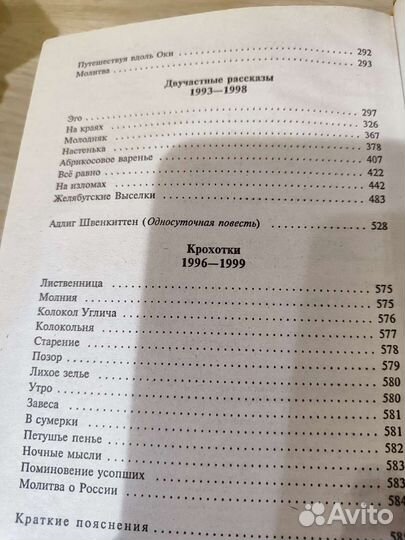 Путешествуя вдоль Оки 292
Молитва 293
Двучастные рассказы
1993—1998
Эго 297
На краях 326
Молодняк 367
Настенька 378
Абрикосовое варенье 407
Всё равно 422
На изломах 442
Желябугские Выселки 483
Адлиг Швенкиттен (Односуточная повесть) 528
Крохотки
1996—1999
Лиственница 575
Молния 575
Колокол Углича 576
Колокольня 577
Старение 578
Позор 579
Лихое зелье 580
Утро 580
Завеса 581
В сумерки 581
Петушье пенье 582
Ночные мысли 583
Поминовение усопших 583
Молитва о России 584
Краткие пояснения
Avito